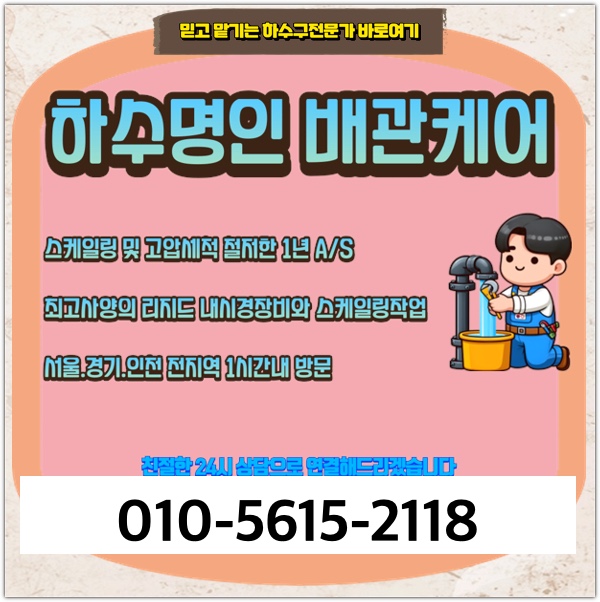 믿고 맡기는 하수구전문가 바로여기
하수명인 배관케어
스케일링 및 고압세척 철저한 1년 A/S
최고사양의 리지드 내시경장비와 스케일링작업
서울.경기.인천 전지역 1시간내 방문
친절한 24시 상담으로 연결해드리겠습니다
010-5615-2118